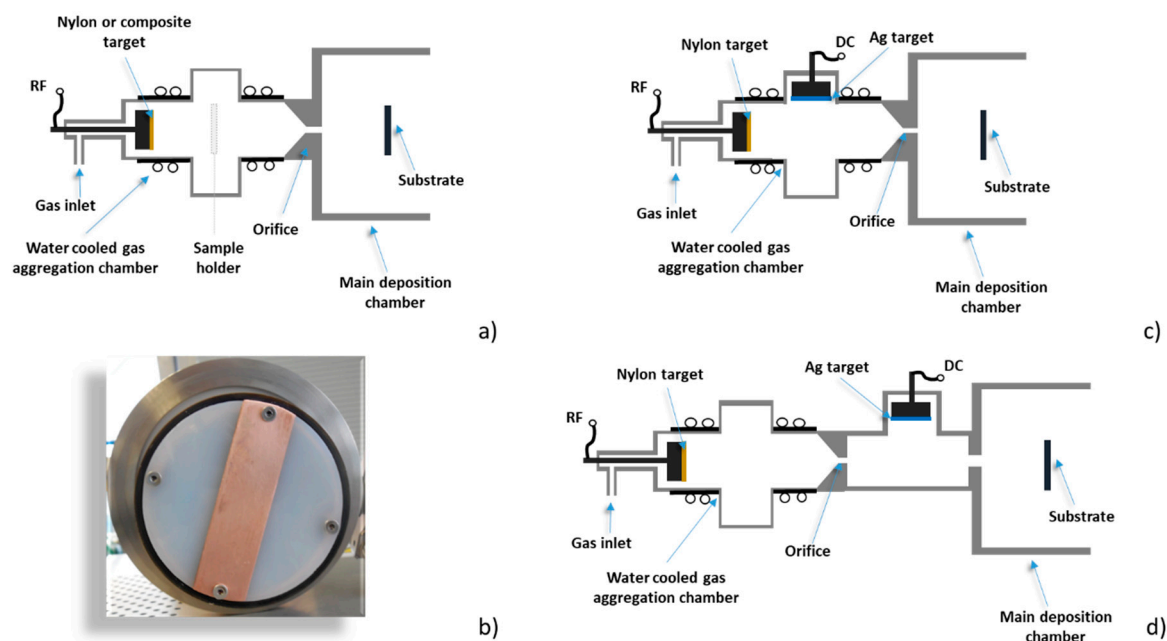 Nylon or composite
target
RF
Gas inlet
Water cooled gas
aggregation chamber
Sample
holder
Orifice
Substrate
Main deposition
chamber
a)
b)
DC
Ag target
Nylon target
RF
Gas inlet
Water cooled gas
aggregation chamber
Orifice
Substrate
Main deposition
chamber
c)
DC
Ag target
Nylon target
RF
Gas inlet
Water cooled gas
aggregation chamber
Orifice
Substrate
Main deposition
chamber
d)